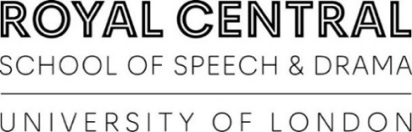 ROYAL CENTRAL
SCHOOL OF SPEECH & DRAMA
UNIVERSITY OF LONDON